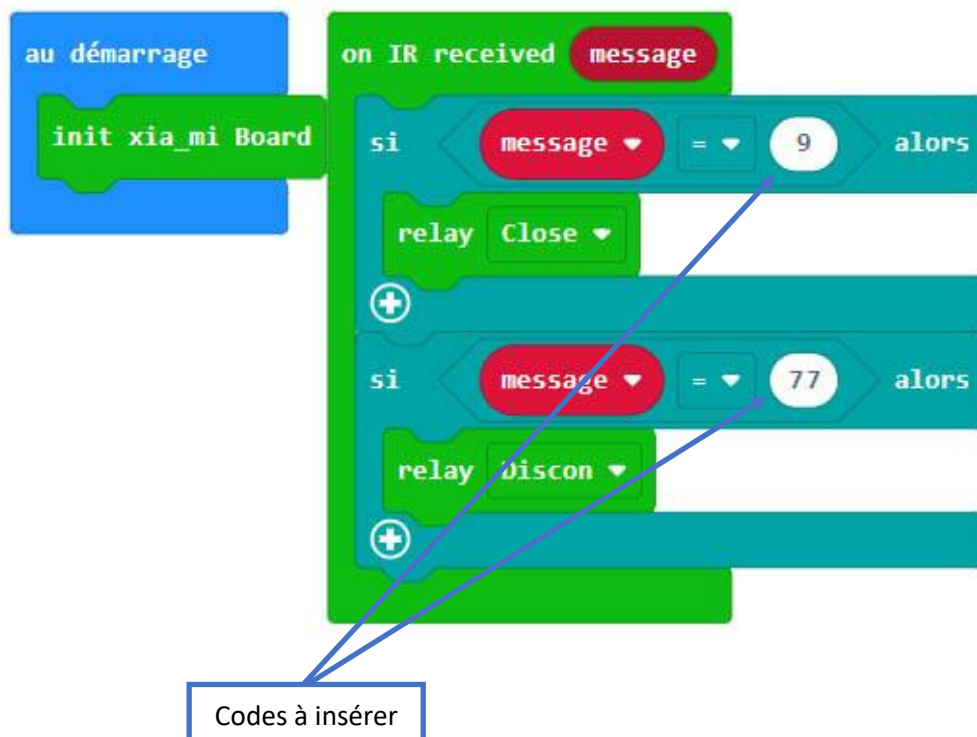 au démarrage
init xia_mi Board
on IR received message
si message = 9 alors
relay Close
si message = 77 alors
relay Discon
Codes à insérer